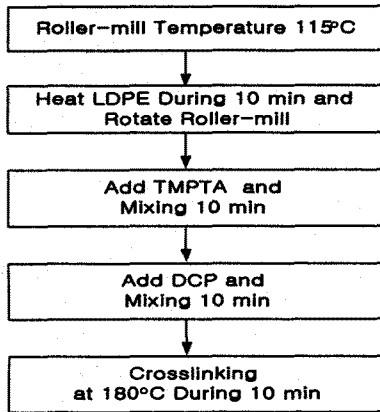 Roller-mill Temperature 115°C
Heat LDPE During 10 min and
Rotate Roller-mill
Add TMPTA and
Mixing 10 min
Add DCP and
Mixing 10 min
Crosslinking
at 180°C During 10 min